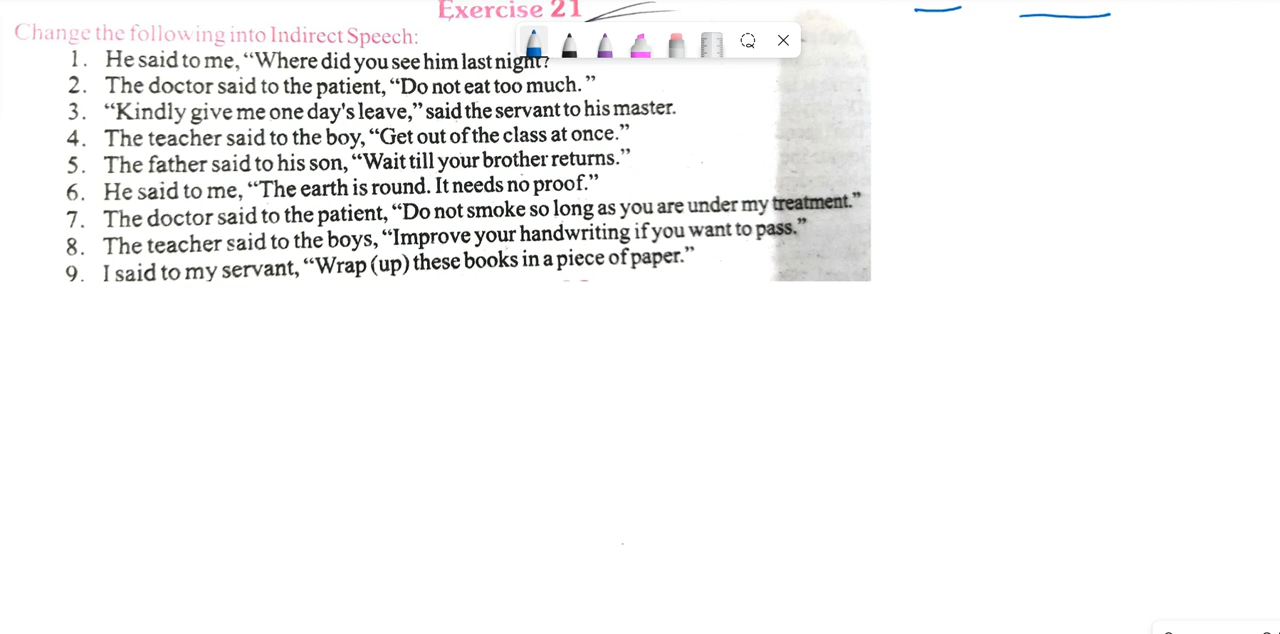 Exercise 21
Change the following into Indirect Speech:
1. He said to me, “Where did you see him last night?
2. The doctor said to the patient, “Do not eat too much.”
3. “Kindly give me one day's leave,” said the servant to his master.
4. The teacher said to the boy, “Get out of the class at once.”
5. The father said to his son, “Wait till your brother returns.”
6. He said to me, “The earth is round. It needs no proof.”
7. The doctor said to the patient, “Do not smoke so long as you are under my treatment.”
8. The teacher said to the boys, “Improve your handwriting if you want to pass.”
9. I said to my servant, “Wrap (up) these books in a piece of paper.”